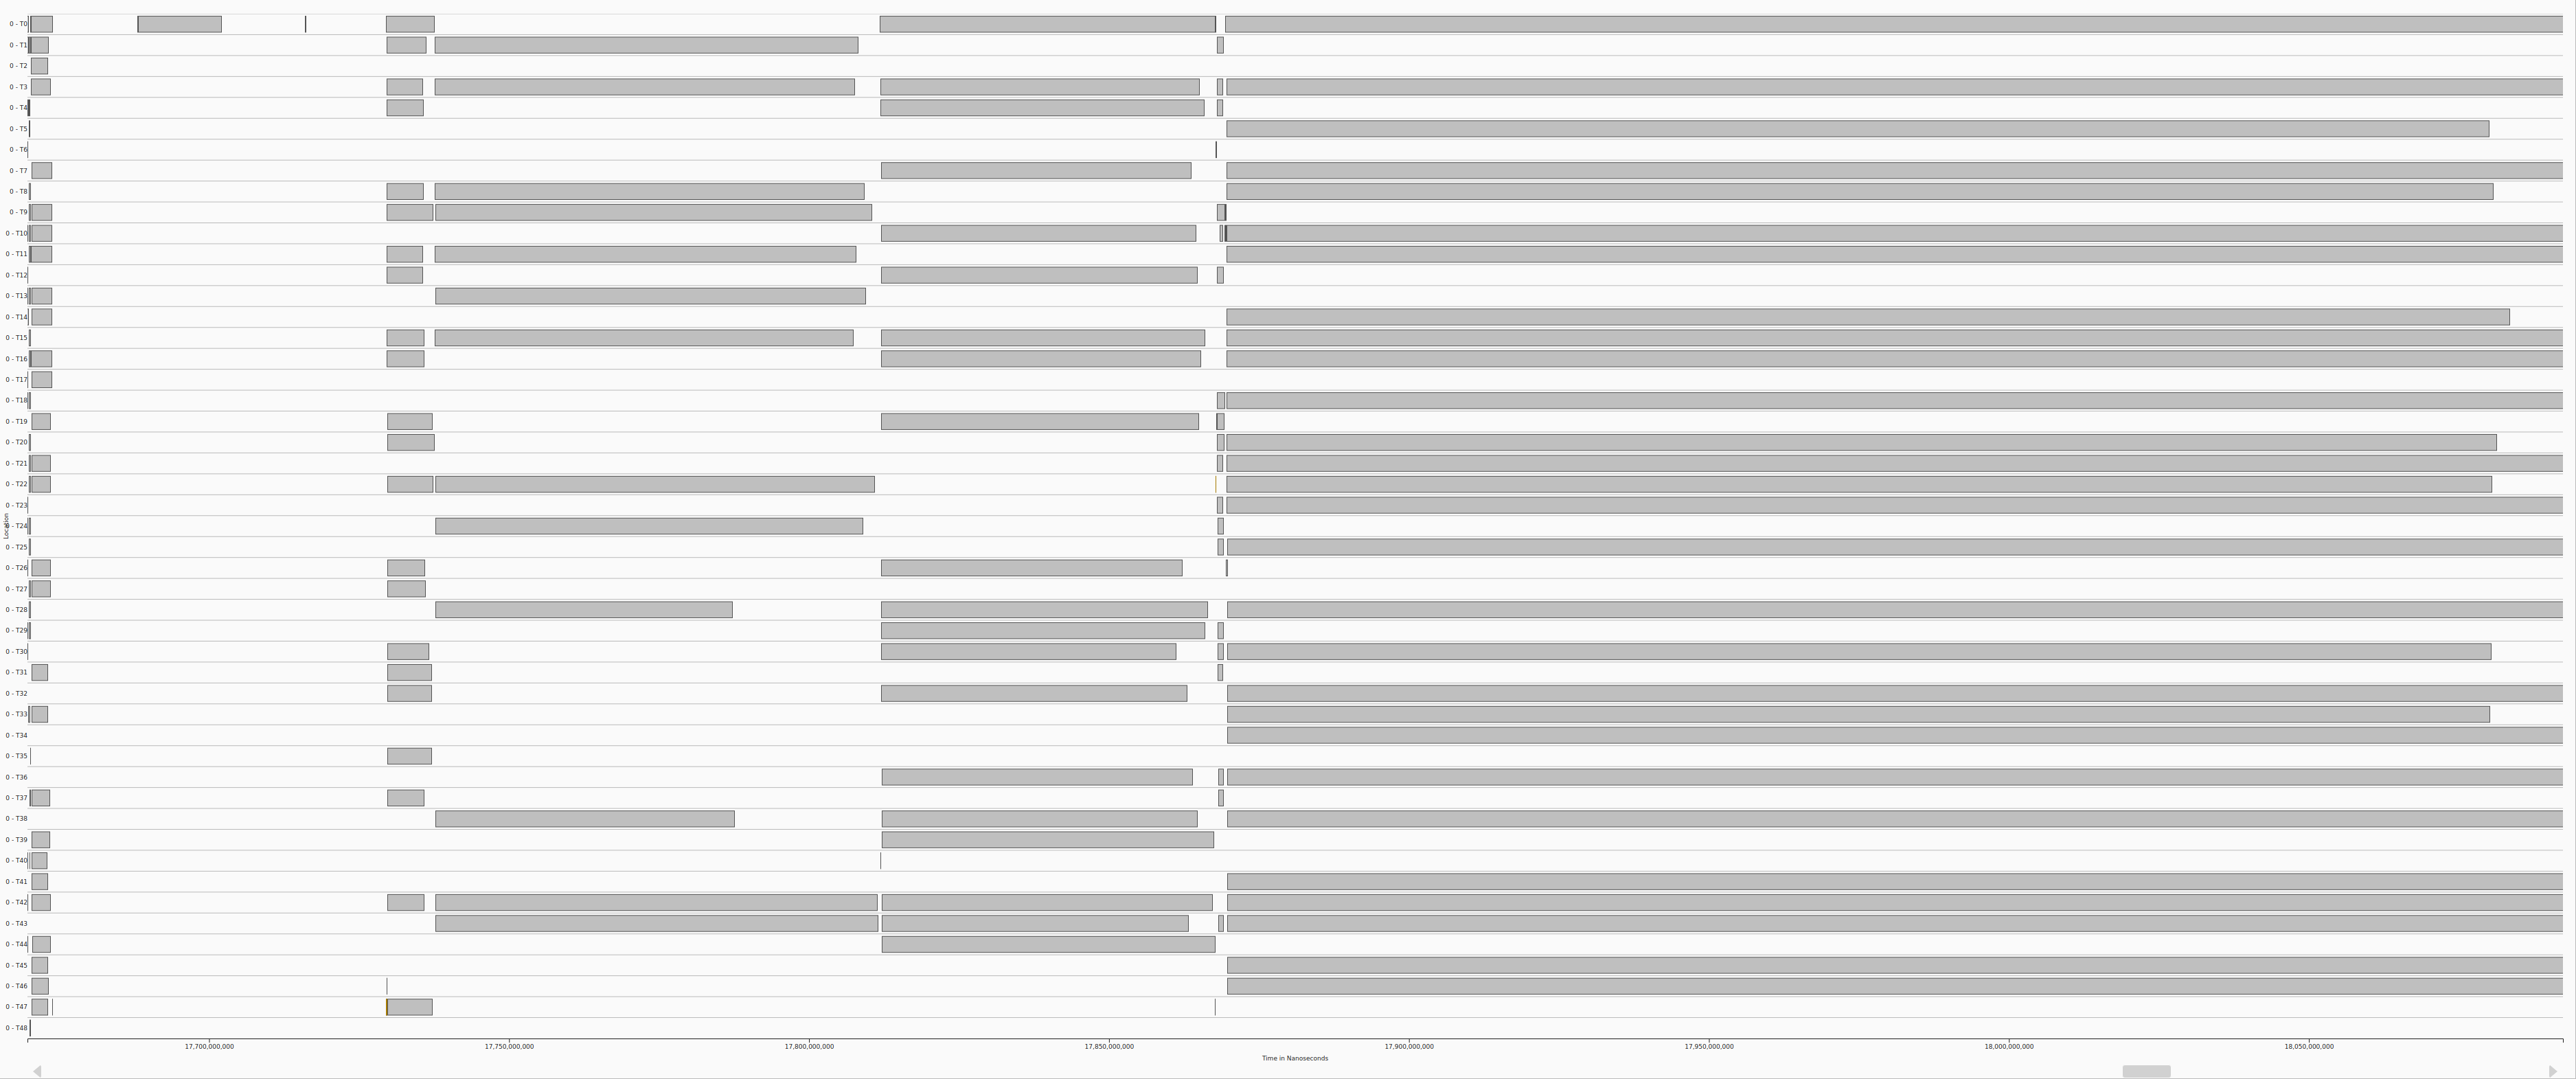 0 - T0
0 - T1
0 - T2
0 - T3
0 - T4
0 - T5
0 - T6
0 - T7
0 - T8
0 - T9
0 - T10
0 - T11
0 - T12
0 - T13
0 - T14
0 - T15
0 - T16
0 - T17
0 - T18
0 - T19
0 - T20
0 - T21
0 - T22
0 - T23
Location
0 - T24
0 - T25
0 - T26
0 - T27
0 - T28
0 - T29
0 - T30
0 - T31
0 - T32
0 - T33
0 - T34
0 - T35
0 - T36
0 - T37
0 - T38
0 - T39
0 - T40
0 - T41
0 - T42
0 - T43
0 - T44
0 - T45
0 - T46
0 - T47
0 - T48
17,700,000,000 17,750,000,000 17,800,000,000 17,850,000,000 17,900,000,000 17,950,000,000 18,000,000,000 18,050,000,000
Time in Nanoseconds